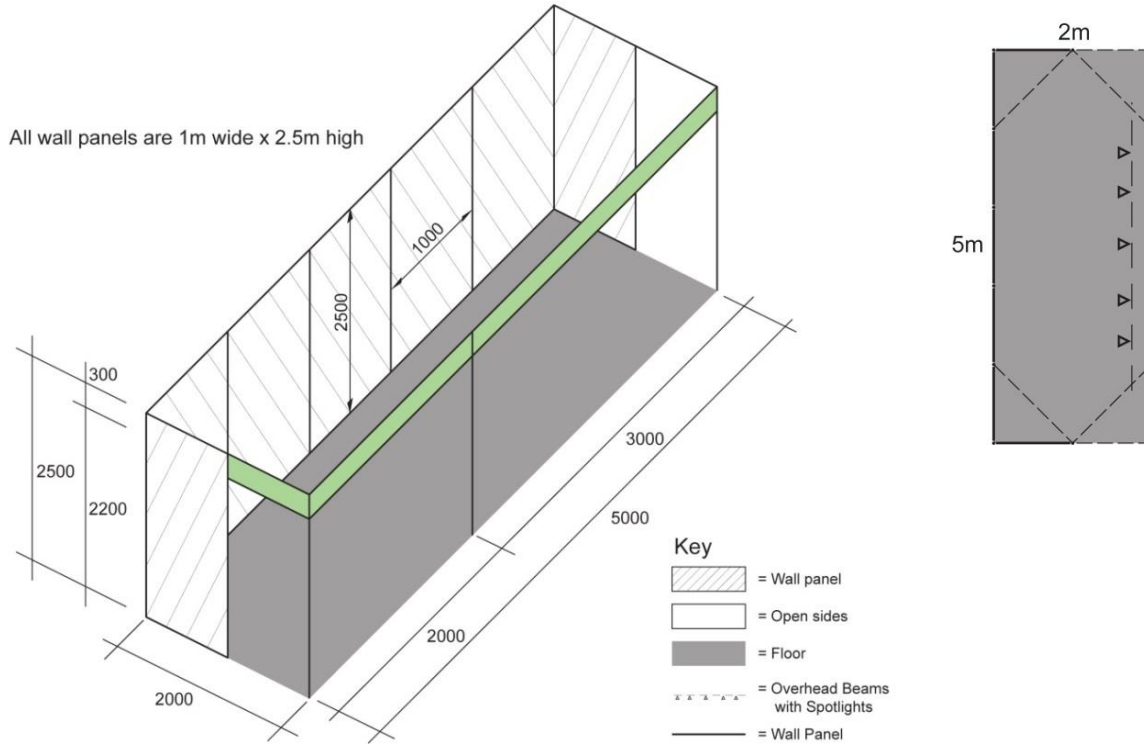 2m
All wall panels are 1m wide x 2.5m high
1000
2500
5m
300
2500
2200
3000
5000
2000
2000
Key
= Wall panel
= Open sides
= Floor
= Overhead Beams
with Spotlights
= Wall Panel